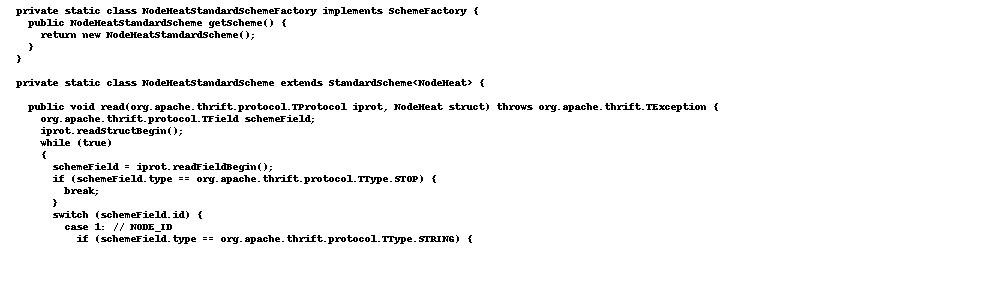 private static class NodeHeatStandardSchemeFactory implements SchemeFactory {
  public NodeHeatStandardScheme getScheme() {
    return new NodeHeatStandardScheme();
  }
}

private static class NodeHeatStandardScheme extends StandardScheme<NodeHeat> {

  public void read(org.apache.thrift.protocol.TProtocol iprot, NodeHeat struct) throws org.apache.thrift.TException {
    org.apache.thrift.protocol.TField schemeField;
    iprot.readStructBegin();
    while (true)
    {
      schemeField = iprot.readFieldBegin();
      if (schemeField.type == org.apache.thrift.protocol.TType.STOP) {
        break;
      }
      switch (schemeField.id) {
        case 1: // NODE_ID
          if (schemeField.type == org.apache.thrift.protocol.TType.STRING) {